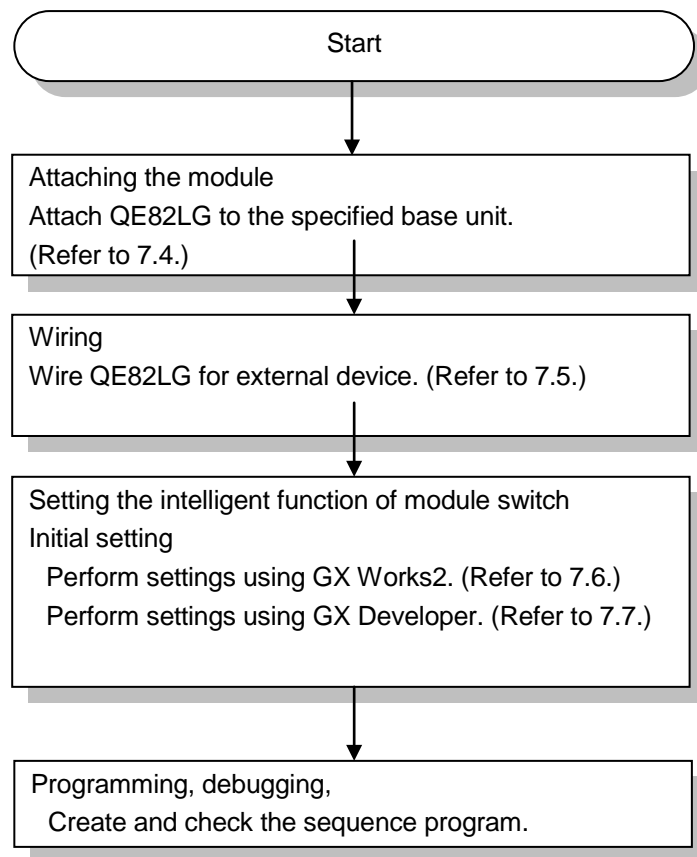 Start
Attaching the module
Attach QE82LG to the specified base unit.
(Refer to 7.4.)
Wiring
Wire QE82LG for external device. (Refer to 7.5.)
Setting the intelligent function of module switch
Initial setting
Perform settings using GX Works2. (Refer to 7.6.)
Perform settings using GX Developer. (Refer to 7.7.)
Programming, debugging,
Create and check the sequence program.